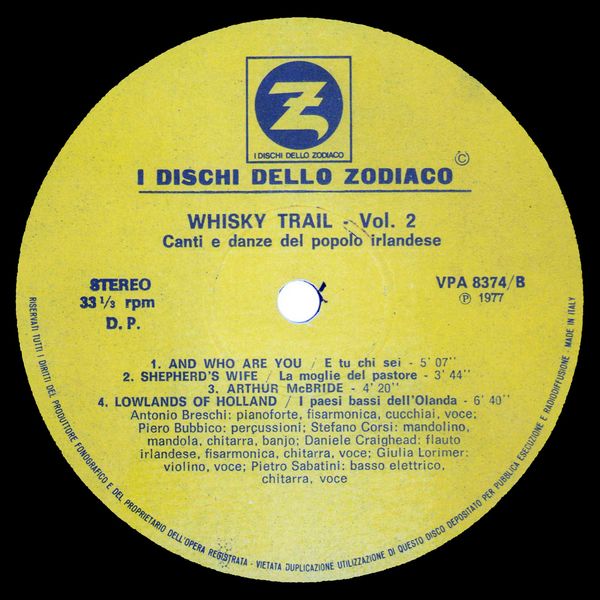 Z
I DISCHI DELLO ZODIACO
©
I DISCHI DELLO ZODIACO
WHISKY TRAIL - Vol. 2
Canti e danze del popolo irlandese
STEREO
33 1/3 rpm
D. P.
VPA 8374/B
Ⓟ 1977
1. AND WHO ARE YOU / E tu chi sei - 5' 07''
2. SHEPHERD'S WIFE / La moglie del pastore - 3' 44''
3. ARTHUR McBRIDE - 4' 20''
4. LOWLANDS OF HOLLAND / I paesi bassi dell'Olanda - 6' 40''
Antonio Breschi: pianoforte, fisarmonica, cucchiai, voce;
Piero Bubbico: percussioni; Stefano Corsi: mandolino,
mandola, chitarra, banjo; Daniele Craighead: flauto
irlandese, fisarmonica, chitarra, voce; Giulia Lorimer:
violino, voce; Pietro Sabatini: basso elettrico,
chitarra, voce
RISERVATI TUTTI I DIRITTI DEL PRODUTTORE FONOGRAFICO E DEL PROPRIETARIO DELL'OPERA REGISTRATA - VIETATA DUPLICAZIONE UTILIZZAZIONE DI QUESTO DISCO DEPOSITATO PER PUBBLICA ESECUZIONE E RADIODIFFUSIONE. MADE IN ITALY